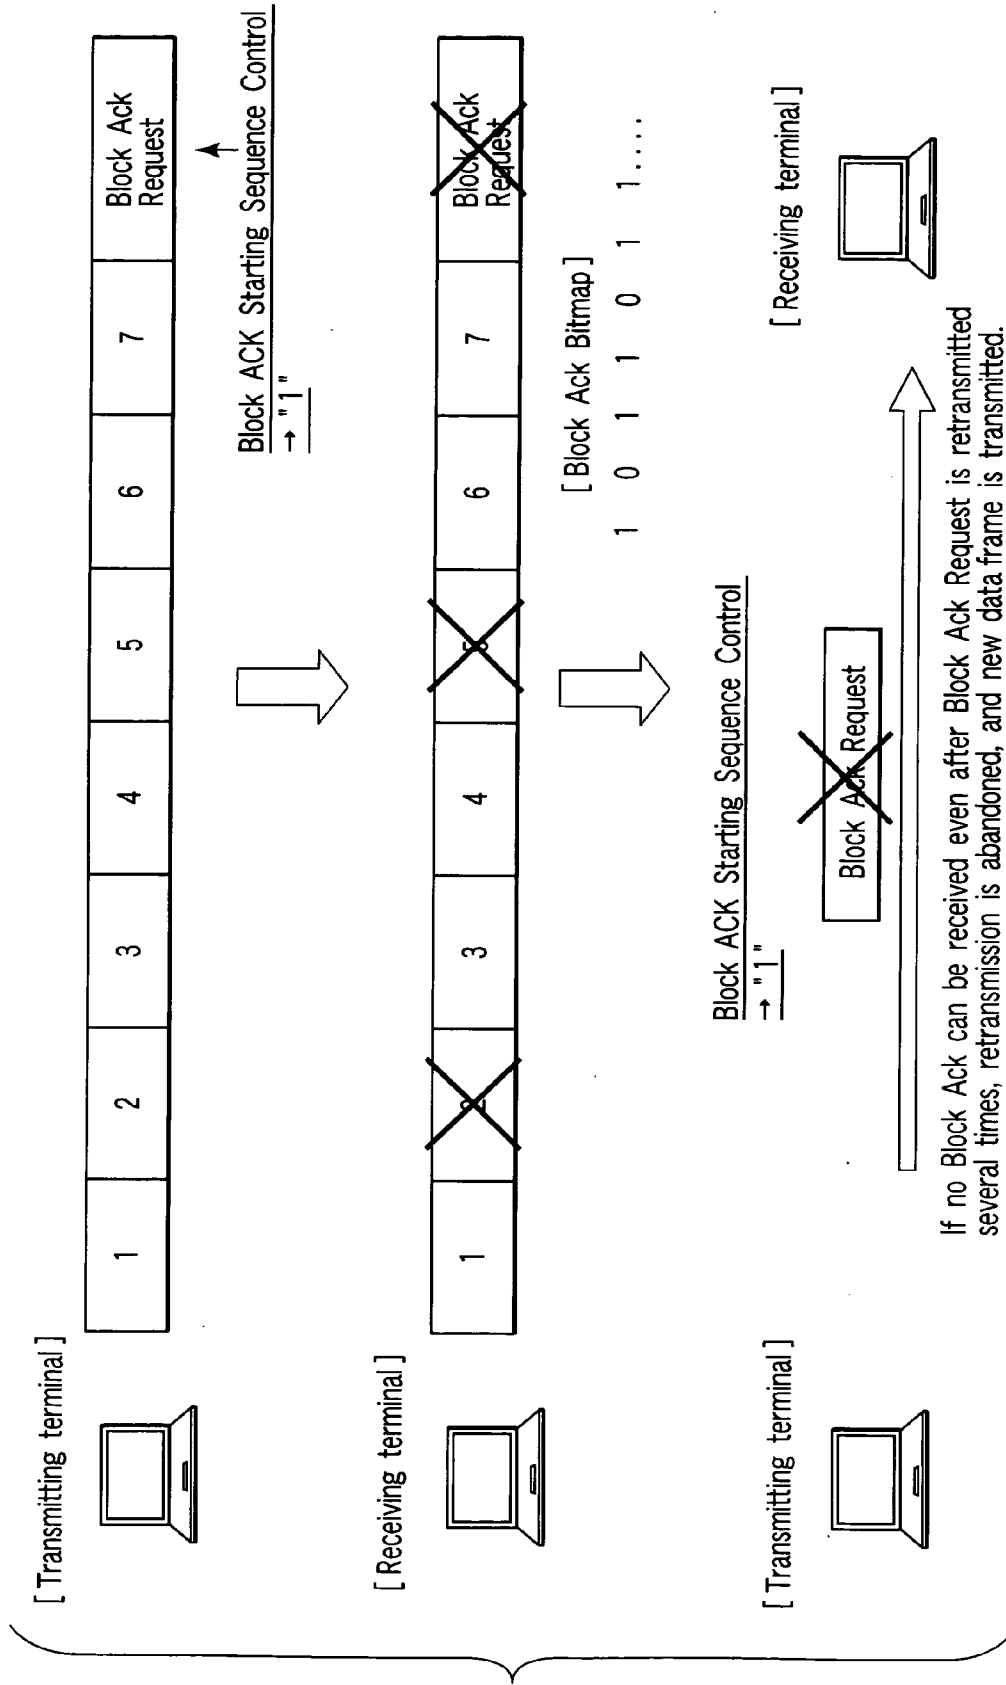 [Transmitting terminal]
1 2 3 4 5 6 7 Block Ack
Request
Block ACK Starting Sequence Control
→ "1"
[Receiving terminal]
1 2 3 4 5 6 7 Block Ack
Request
[Block Ack Bitmap]
1 0 1 1 0 1 1 1.....
[Transmitting terminal]
Block ACK Starting Sequence Control
→ "1"
Block Ack Request
[Receiving terminal]
If no Block Ack can be received even after Block Ack Request is retransmitted
several times, retransmission is abandoned, and new data frame is transmitted.